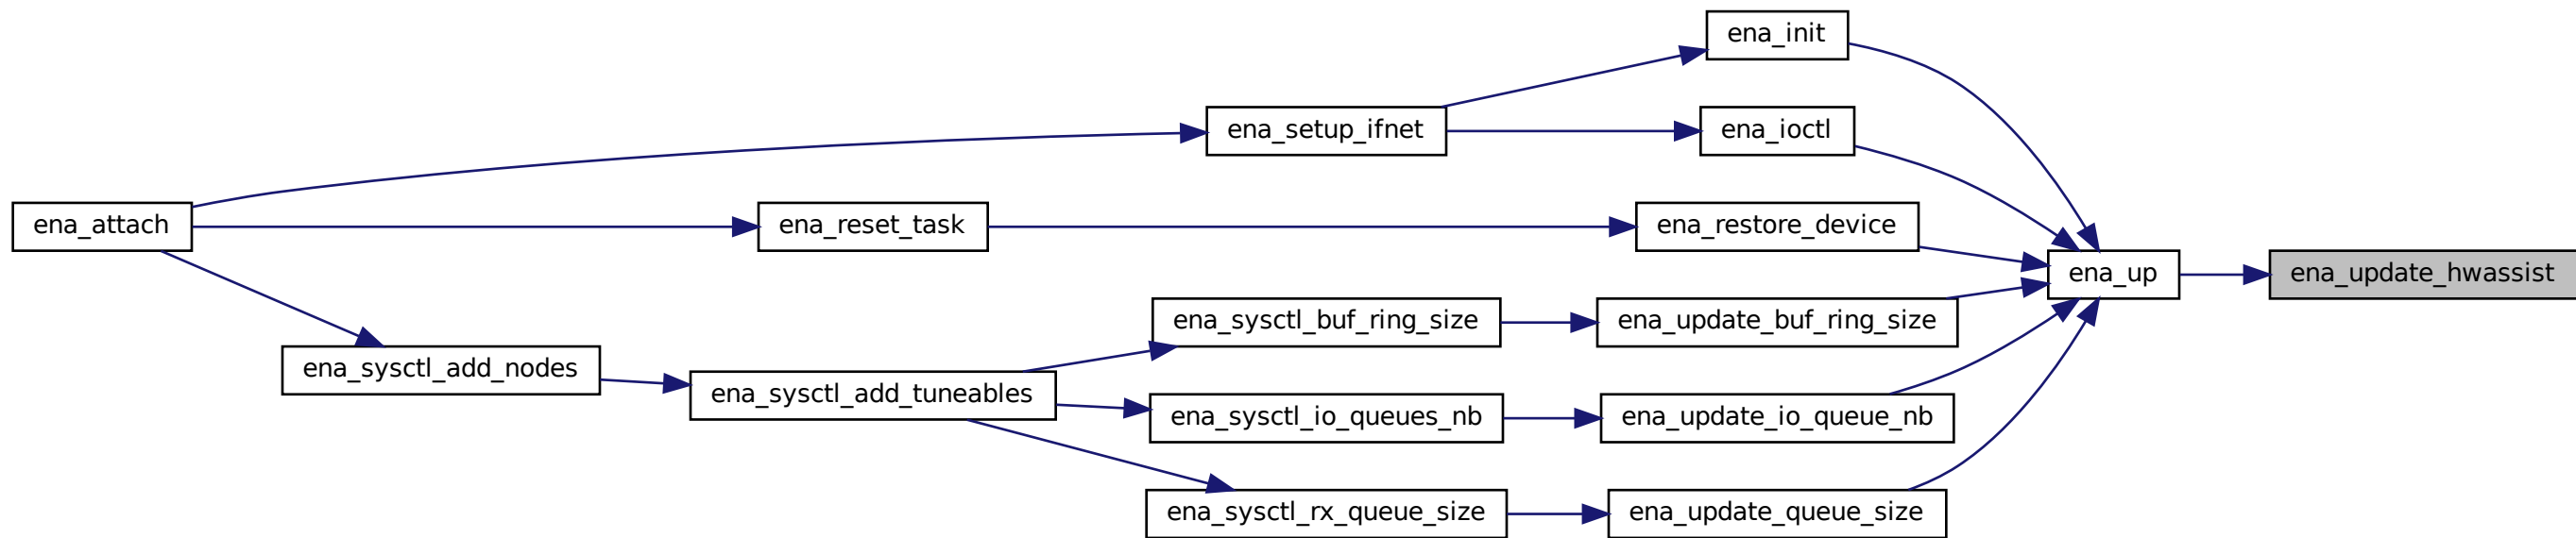 ena_init
ena_setup_ifnet
ena_ioctl
ena_attach
ena_reset_task
ena_restore_device
ena_up
ena_update_hwassist
ena_sysctl_buf_ring_size
ena_update_buf_ring_size
ena_sysctl_add_nodes
ena_sysctl_add_tuneables
ena_sysctl_io_queues_nb
ena_update_io_queue_nb
ena_sysctl_rx_queue_size
ena_update_queue_size